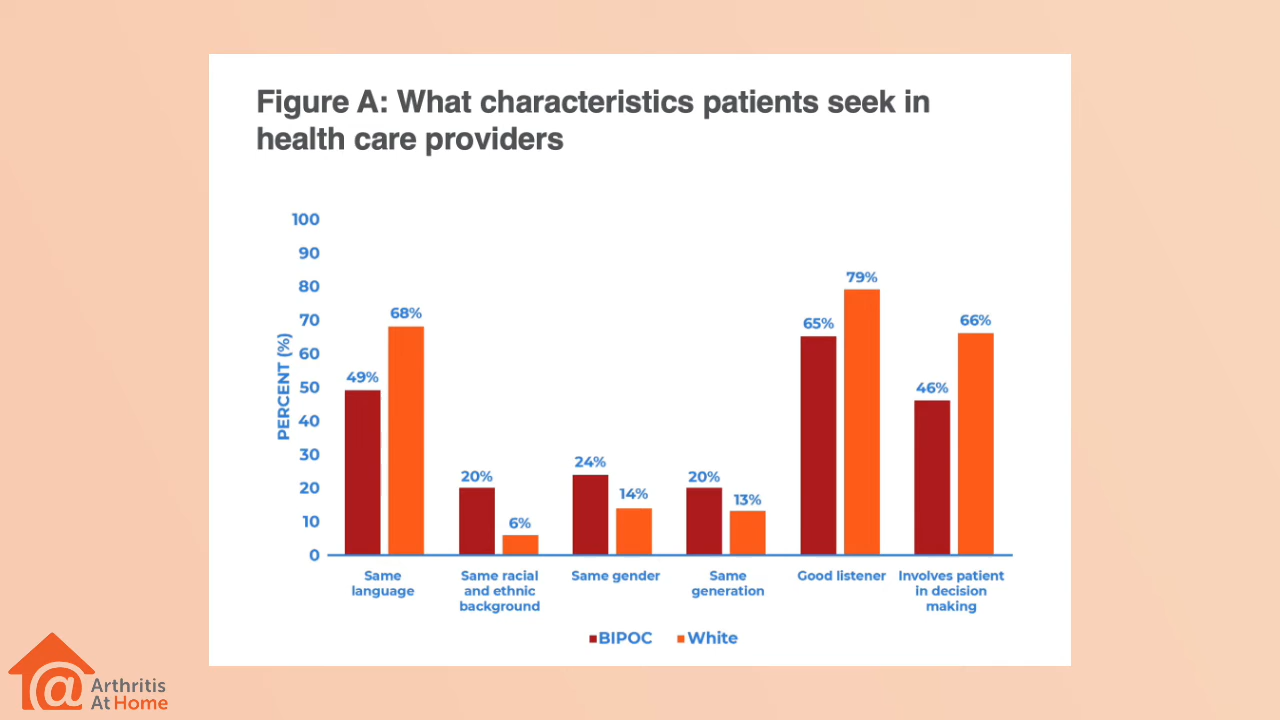 Figure A: What characteristics patients seek in
health care providers
100
90
80
70
60
50
40
30
20
10
0
PERCENT (%)
49%
68%
20%
6%
24%
14%
20%
13%
65%
79%
46%
66%
Same
language
Same racial
and ethnic
background
Same gender
Same
generation
Good listener
Involves patient
in decision
making
BIPOC
White
@
Arthritis
At Home